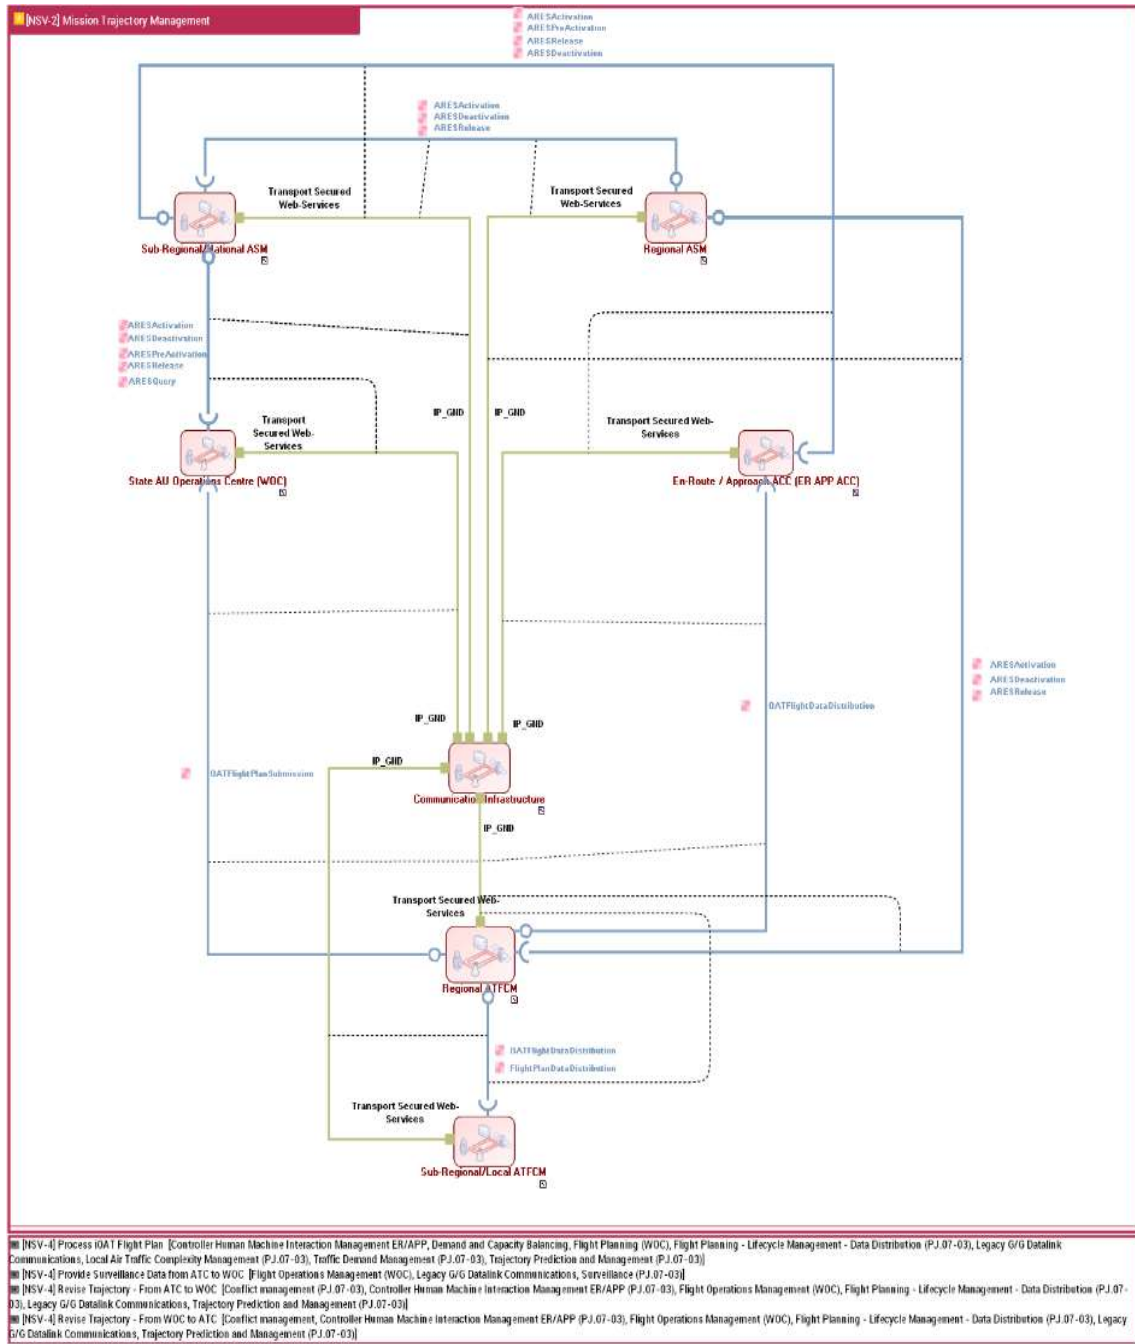 [NSV-2] Mission Trajectory Management
ARESActivation
ARESPreActivation
ARESRelease
ARESDeactivation
ARESActivation
ARESDeactivation
ARESRelease
Transport Secured
Web-Services
Transport Secured
Web-Services
Sub-Regional/National ASM
Regional ASM
ARESActivation
ARESDeactivation
ARESPreActivation
ARESRelease
ARESQuery
IP_GND
IP_GND
Transport
Secured Web-
Services
Transport Secured
Web-Services
State AU Operations Centre (WOC)
En-Route / Approach ACC (ER APP ACC)
ARESActivation
ARESDeactivation
ARESRelease
OATFlightDataDistribution
IP_GND
IP_GND
IP_GND
OATFlightPlanSubmission
Communication Infrastructure
IP_GND
Transport Secured Web-
Services
Regional ATFCM
OATFlightDataDistribution
FlightPlanDataDistribution
Transport Secured Web-
Services
Sub-Regional/Local ATFCM
[NSV-4] Process iOAT Flight Plan [Controller Human Machine Interaction Management ER/APP, Demand and Capacity Balancing, Flight Planning (WOC), Flight Planning - Lifecycle Management - Data Distribution (PJ.07-03), Legacy G/G Datalink
Communications, Local Air Traffic Complexity Management (PJ.07-03), Traffic Demand Management (PJ.07-03), Trajectory Prediction and Management (PJ.07-03)]
[NSV-4] Provide Surveillance Data from ATC to WOC [Flight Operations Management (WOC), Legacy G/G Datalink Communications, Surveillance (PJ.07-03)]
[NSV-4] Revise Trajectory - From ATC to WOC [Conflict management (PJ.07-03), Controller Human Machine Interaction Management ER/APP (PJ.07-03), Flight Operations Management (WOC), Flight Planning - Lifecycle Management - Data Distribution (PJ.07-
03), Legacy G/G Datalink Communications, Trajectory Prediction and Management (PJ.07-03)]
[NSV-4] Revise Trajectory - From WOC to ATC [Conflict management, Controller Human Machine Interaction Management ER/APP (PJ.07-03), Flight Operations Management (WOC), Flight Planning - Lifecycle Management - Data Distribution (PJ.07-03), Legacy
G/G Datalink Communications, Trajectory Prediction and Management (PJ.07-03)]